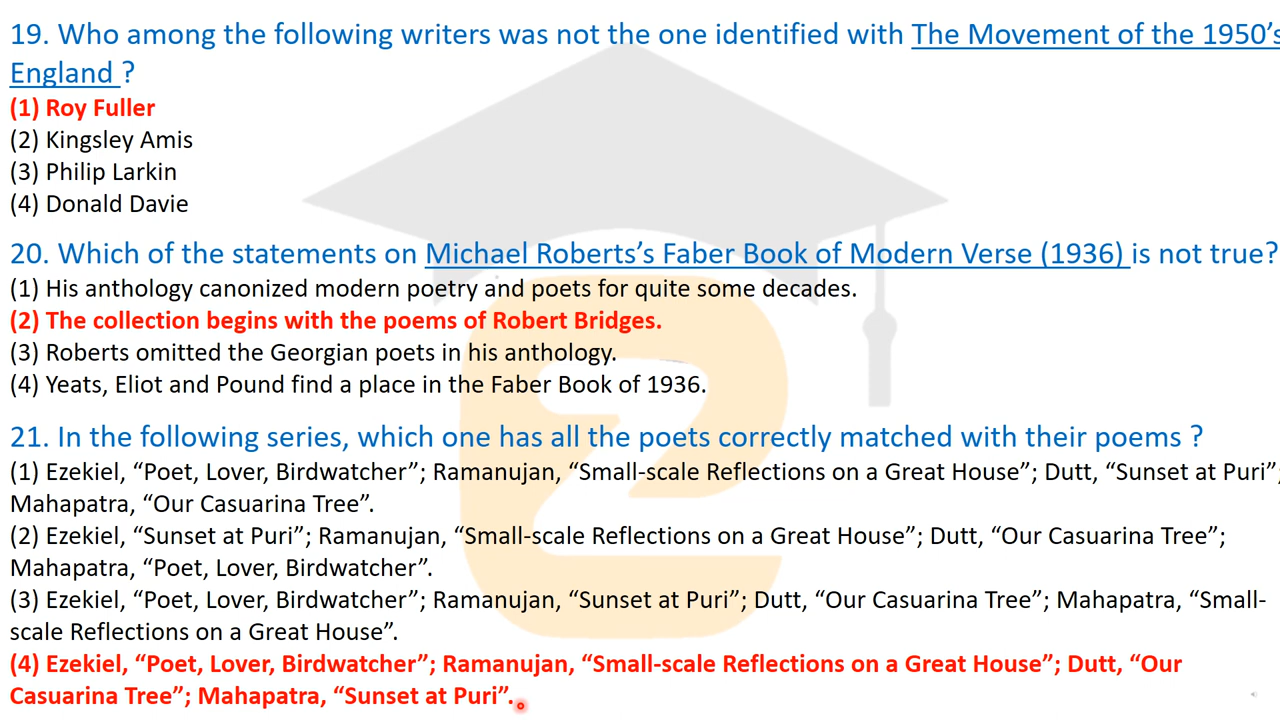 19. Who among the following writers was not the one identified with The Movement of the 1950's
England ?
(1) Roy Fuller
(2) Kingsley Amis
(3) Philip Larkin
(4) Donald Davie
20. Which of the statements on Michael Roberts’s Faber Book of Modern Verse (1936) is not true?
(1) His anthology canonized modern poetry and poets for quite some decades.
(2) The collection begins with the poems of Robert Bridges.
(3) Roberts omitted the Georgian poets in his anthology.
(4) Yeats, Eliot and Pound find a place in the Faber Book of 1936.
21. In the following series, which one has all the poets correctly matched with their poems ?
(1) Ezekiel, “Poet, Lover, Birdwatcher”; Ramanujan, “Small-scale Reflections on a Great House”; Dutt, “Sunset at Puri”;
Mahapatra, “Our Casuarina Tree”.
(2) Ezekiel, “Sunset at Puri”; Ramanujan, “Small-scale Reflections on a Great House”; Dutt, “Our Casuarina Tree”;
Mahapatra, “Poet, Lover, Birdwatcher”.
(3) Ezekiel, “Poet, Lover, Birdwatcher”; Ramanujan, “Sunset at Puri”; Dutt, “Our Casuarina Tree”; Mahapatra, “Small-
scale Reflections on a Great House”.
(4) Ezekiel, “Poet, Lover, Birdwatcher”; Ramanujan, “Small-scale Reflections on a Great House”; Dutt, “Our
Casuarina Tree”; Mahapatra, “Sunset at Puri”.